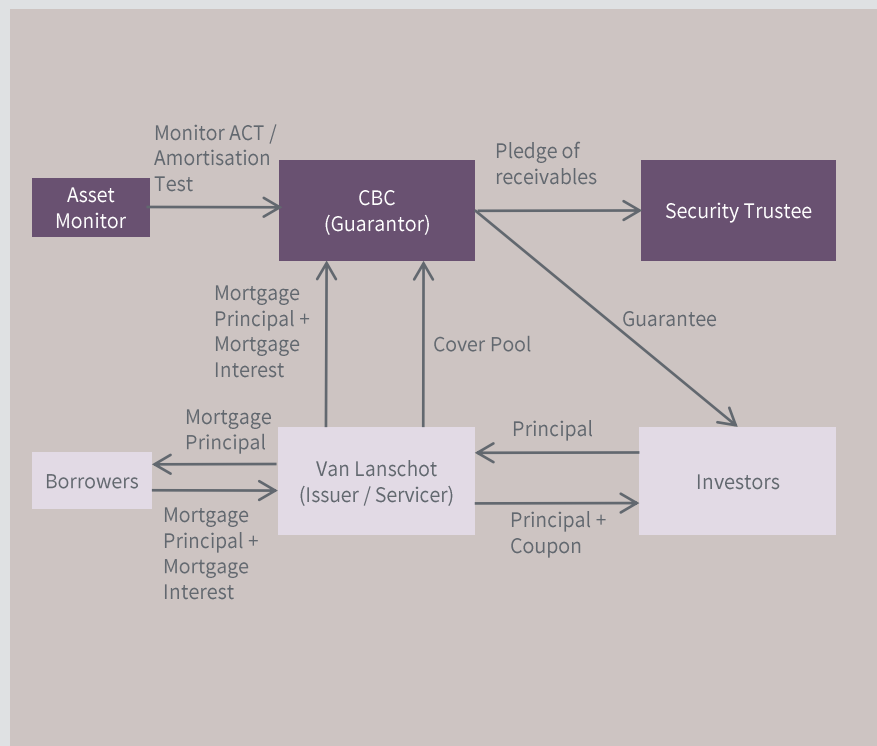 Monitor ACT /
Amortisation
Test
Asset
Monitor
CBC
(Guarantor)
Pledge of
receivables
Security Trustee
Mortgage
Principal +
Mortgage
Interest
Cover Pool
Guarantee
Mortgage
Principal
Borrowers
Van Lanschot
(Issuer / Servicer)
Principal
Investors
Mortgage
Principal +
Mortgage
Interest
Principal +
Coupon